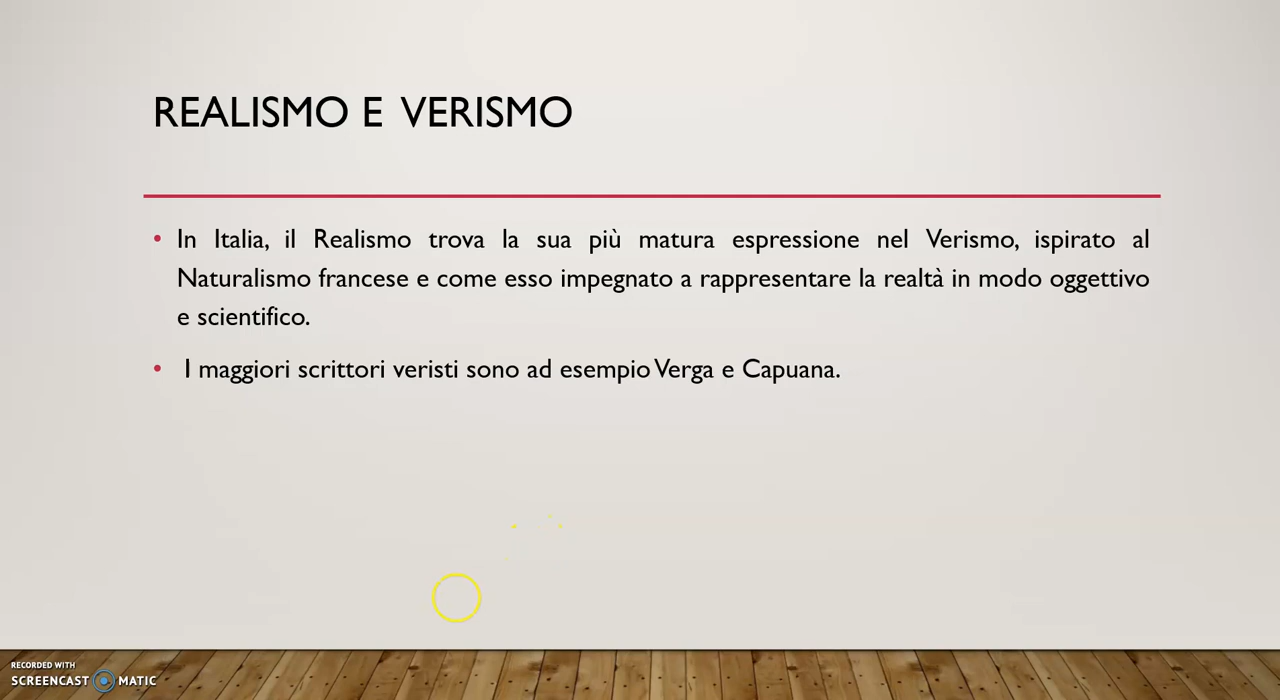 REALISMO E VERISMO
• In Italia, il Realismo trova la sua più matura espressione nel Verismo, ispirato al
Naturalismo francese e come esso impegnato a rappresentare la realtà in modo oggettivo
e scientifico.
• I maggiori scrittori veristi sono ad esempio Verga e Capuana.
RECORDED WITH
SCREENCAST MATIC